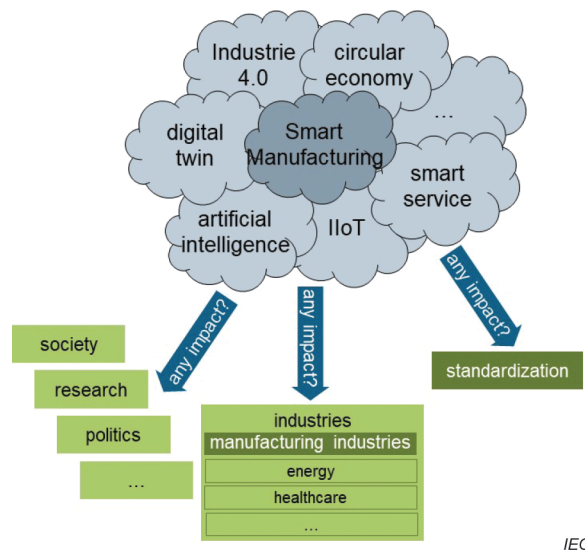 Industrie
4.0
circular
economy
...
digital
twin
Smart
Manufacturing
smart
service
artificial
intelligence
IIoT
any impact?
any impact?
any impact?
society
research
politics
...
standardization
industries
manufacturing industries
energy
healthcare
...
IEC